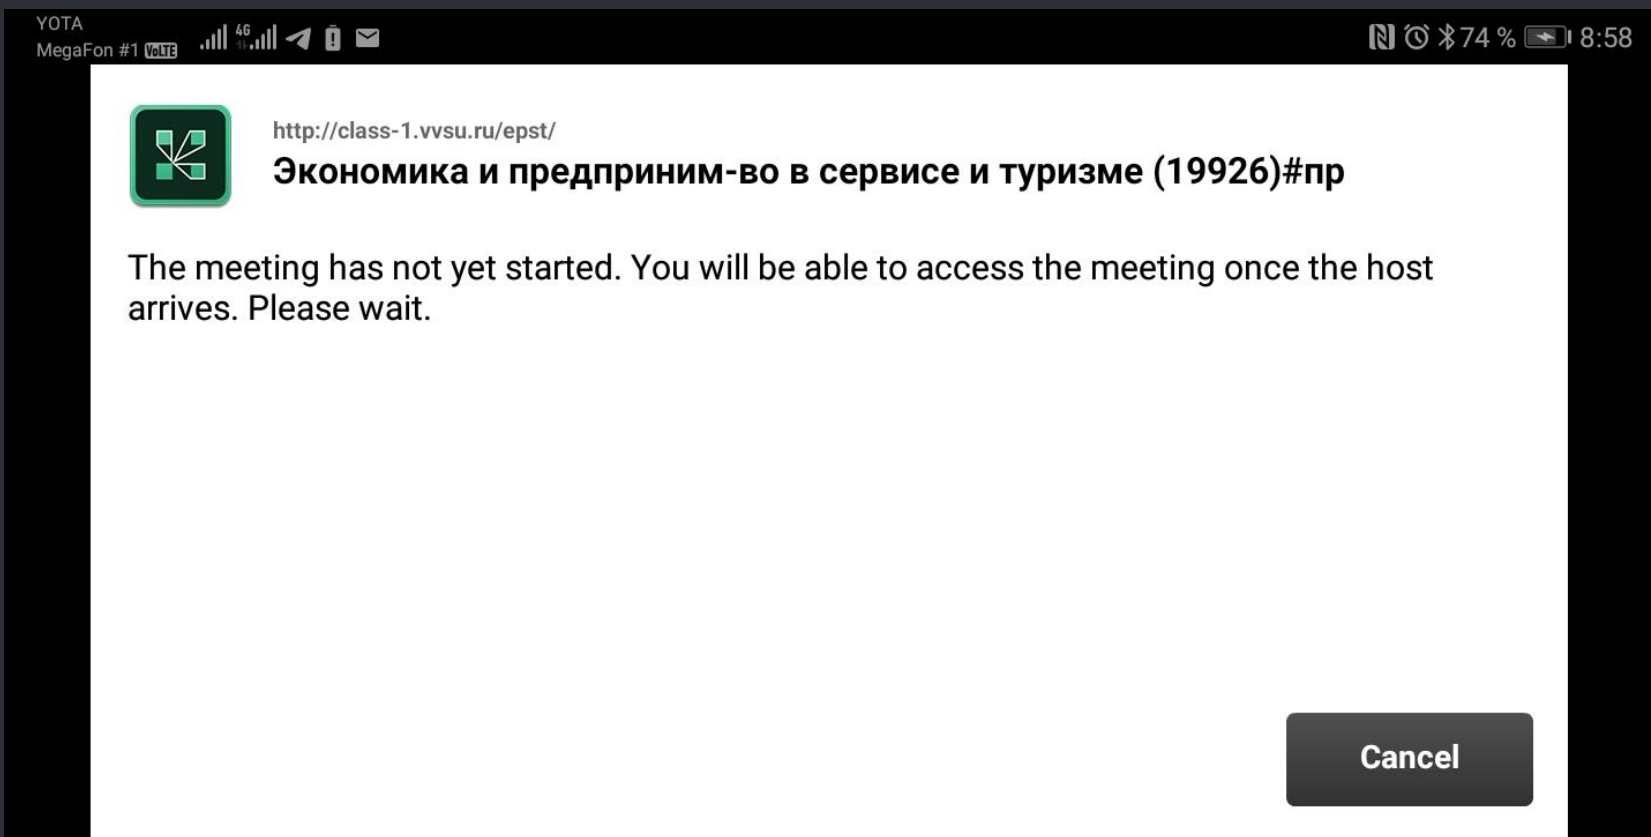 YOTA
MegaFon #1 VoLTE 4G 74 % 8:58
http://class-1.vvsu.ru/epst/
Экономика и предприним-во в сервисе и туризме (19926)#пр
The meeting has not yet started. You will be able to access the meeting once the host
arrives. Please wait.
Cancel